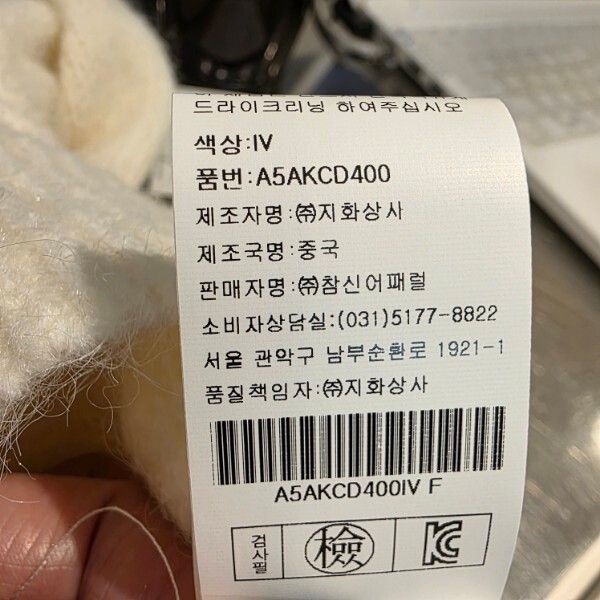 드라이크리닝 하여주십시오
색상:IV
품번:A5AKCD400
제조자명:㈜지화상사
제조국명:중국
판매자명:㈜참신어패럴
소비자상담실:(031)5177-8822
서울 관악구 남부순환로 1921-1
품질책임자:㈜지화상사
A5AKCD400IV F
검사필 檢 KC